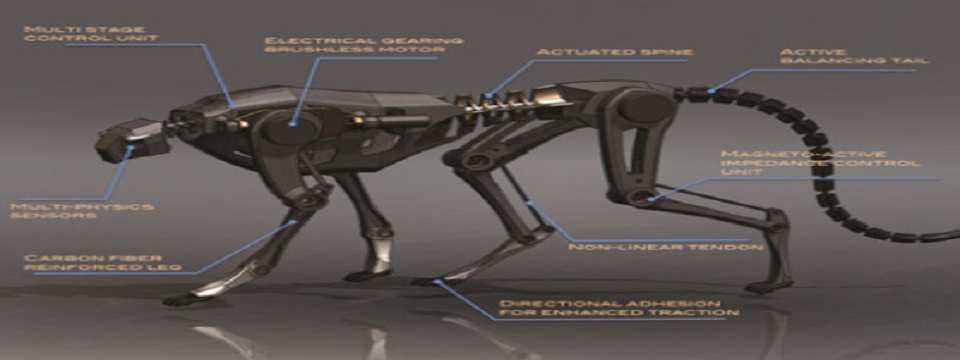 MULTI STAGE
CONTROL UNIT
ELECTRICAL GEARING
BRUSHLESS MOTOR
ACTUATED SPINE
ACTIVE
BALANCING TAIL
MAGNETO-ACTIVE
IMPEDANCE CONTROL
UNIT
MULTI-PHYSICS
SENSORS
NON-LINEAR TENDON
CARBON FIBER
REINFORCED LEG
DIRECTIONAL ADHESION
FOR ENHANCED TRACTION